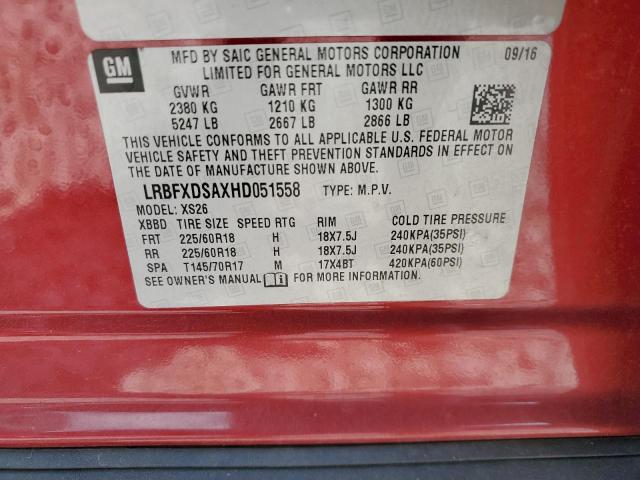 GM
MFD BY SAIC GENERAL MOTORS CORPORATION 09/16
LIMITED FOR GENERAL MOTORS LLC
GVWR GAWR FRT GAWR RR
2380 KG 1210 KG 1300 KG
5247 LB 2667 LB 2866 LB
THIS VEHICLE CONFORMS TO ALL APPLICABLE U.S. FEDERAL MOTOR
VEHICLE SAFETY AND THEFT PREVENTION STANDARDS IN EFFECT ON
THE DATE OF MANUFACTURE SHOWN ABOVE.
LRBFXDSAXHD051558 TYPE: M.P.V.
MODEL: XS26
XBBD TIRE SIZE SPEED RTG RIM COLD TIRE PRESSURE
FRT 225/60R18 H 18X7.5J 240KPA(35PSI)
RR 225/60R18 H 18X7.5J 240KPA(35PSI)
SPA T145/70R17 M 17X4BT 420KPA(60PSI)
SEE OWNER'S MANUAL FOR MORE INFORMATION.